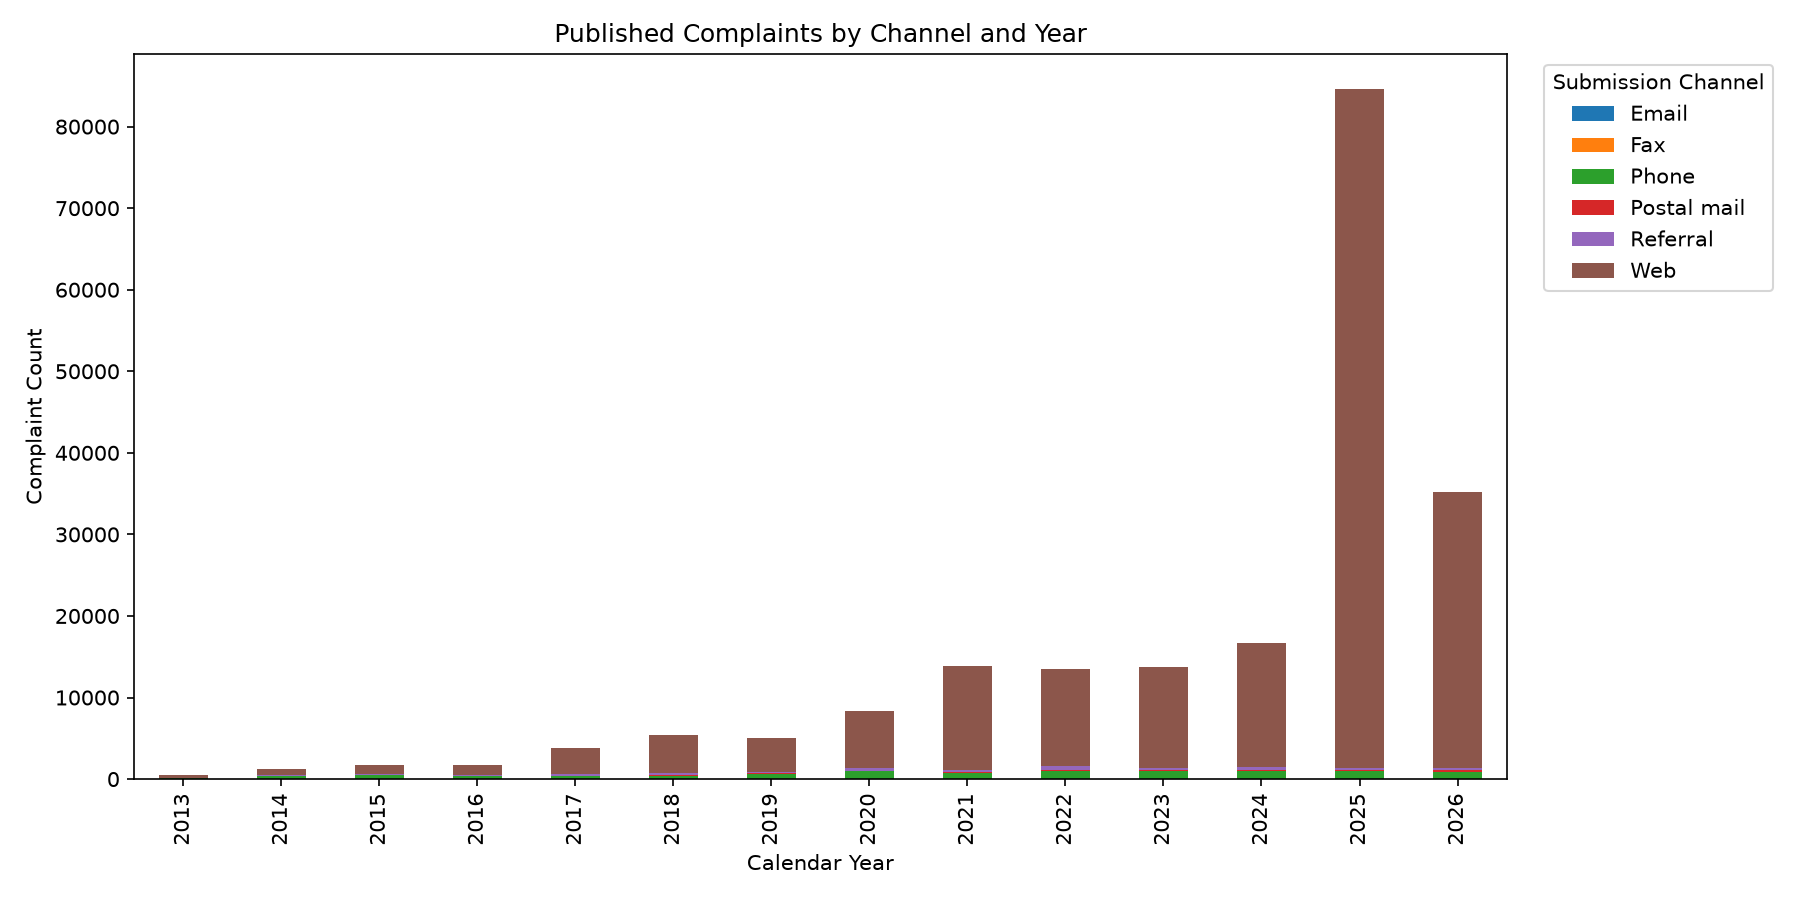 Published Complaints by Channel and Year
Submission Channel
Email
Fax
Phone
Postal mail
Referral
Web
Complaint Count
80000
70000
60000
50000
40000
30000
20000
10000
0
2013
2014
2015
2016
2017
2018
2019
2020
2021
2022
2023
2024
2025
2026
Calendar Year